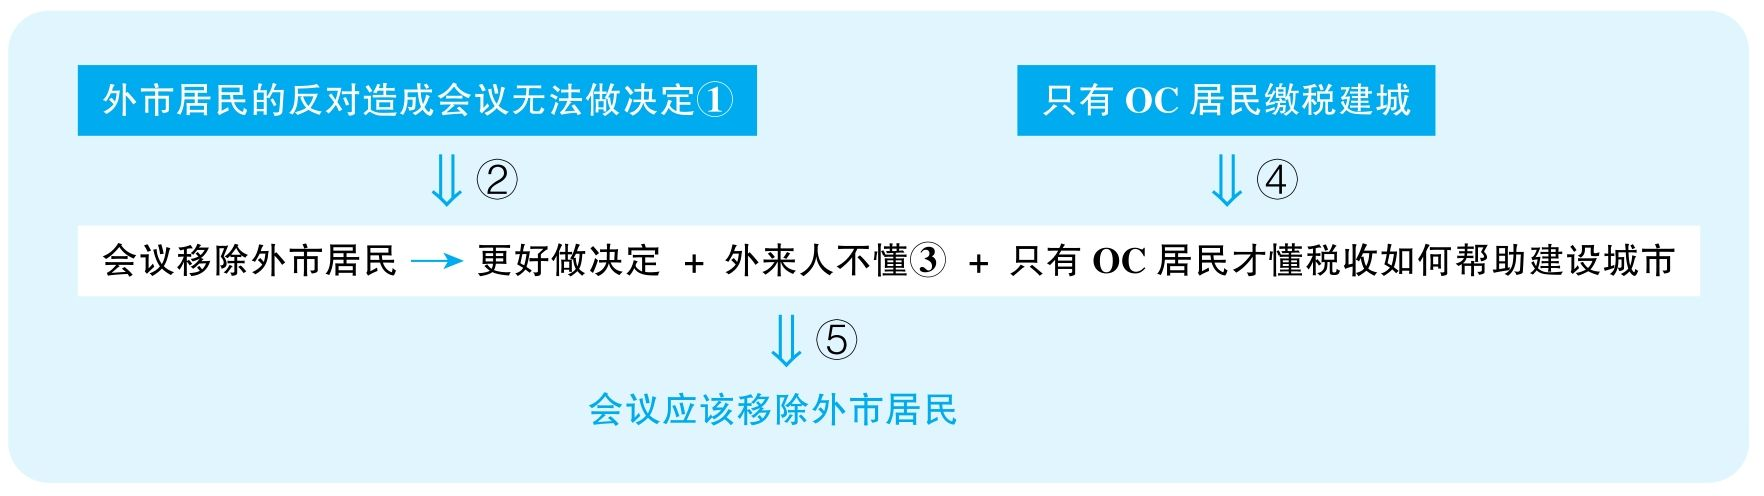 外市居民的反对造成会议无法做决定① 只有 OC 居民缴税建城
② ④
会议移除外市居民 → 更好做决定 + 外来人不懂③ + 只有 OC 居民才懂税收如何帮助建设城市
⑤
会议应该移除外市居民